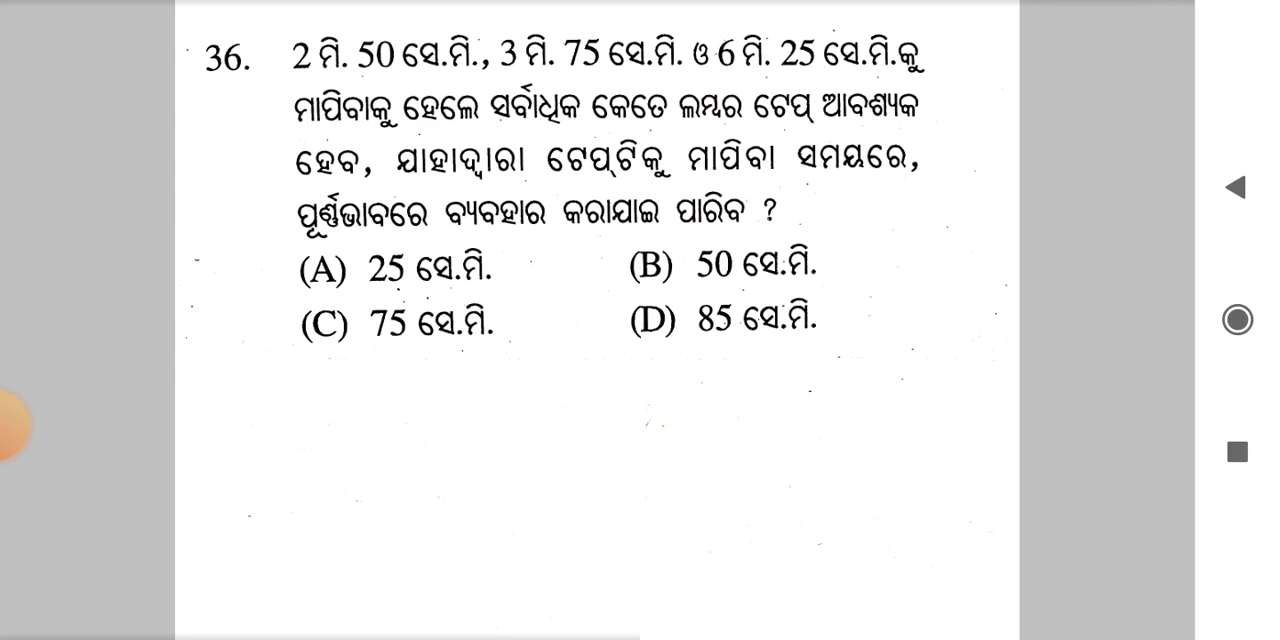 36. 2 ମି. 50 ସେ.ମି., 3 ମି. 75 ସେ.ମି. ଓ 6 ମି. 25 ସେ.ମି.କୁ
ମାପିବାକୁ ହେଲେ ସର୍ବାଧିକ କେତେ ଲମ୍ବର ଟେପ୍ ଆବଶ୍ୟକ
ହେବ, ଯାହାଦ୍ୱାରା ଟେପ୍‌ଟିକୁ ମାପିବା ସମୟରେ,
ପୂର୍ଣ୍ଣଭାବରେ ବ୍ୟବହାର କରାଯାଇ ପାରିବ ?
(A) 25 ସେ.ମି. (B) 50 ସେ.ମି.
(C) 75 ସେ.ମି. (D) 85 ସେ.ମି.